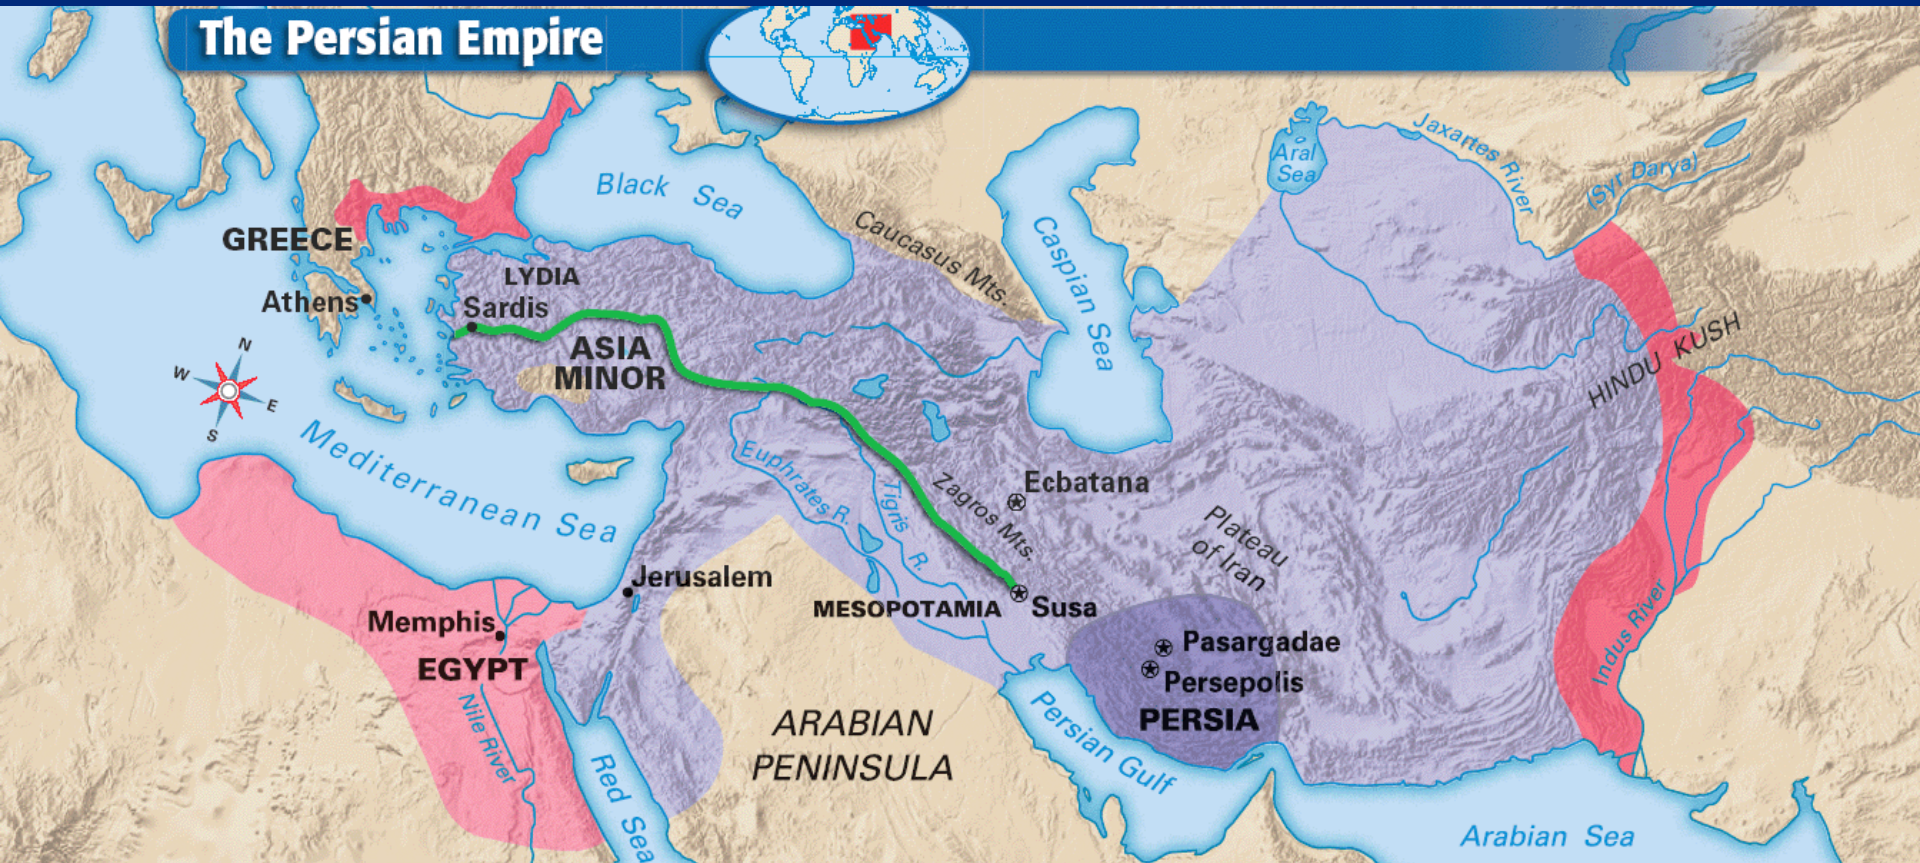 The Persian Empire
Jaxartes River
(Syr Darya)
Aral
Sea
Black Sea
Caucasus Mts.
Caspian Sea
GREECE
LYDIA
Athens
Sardis
ASIA
MINOR
N
W
E
S
HINDU KUSH
Mediterranean Sea
Euphrates R.
Tigris R.
Zagros Mts.
Ecbatana
Plateau
of Iran
Jerusalem
MESOPOTAMIA
Susa
Memphis
EGYPT
Nile River
Pasargadae
Persepolis
PERSIA
Indus River
ARABIAN
PENINSULA
Persian Gulf
Red Sea
Arabian Sea